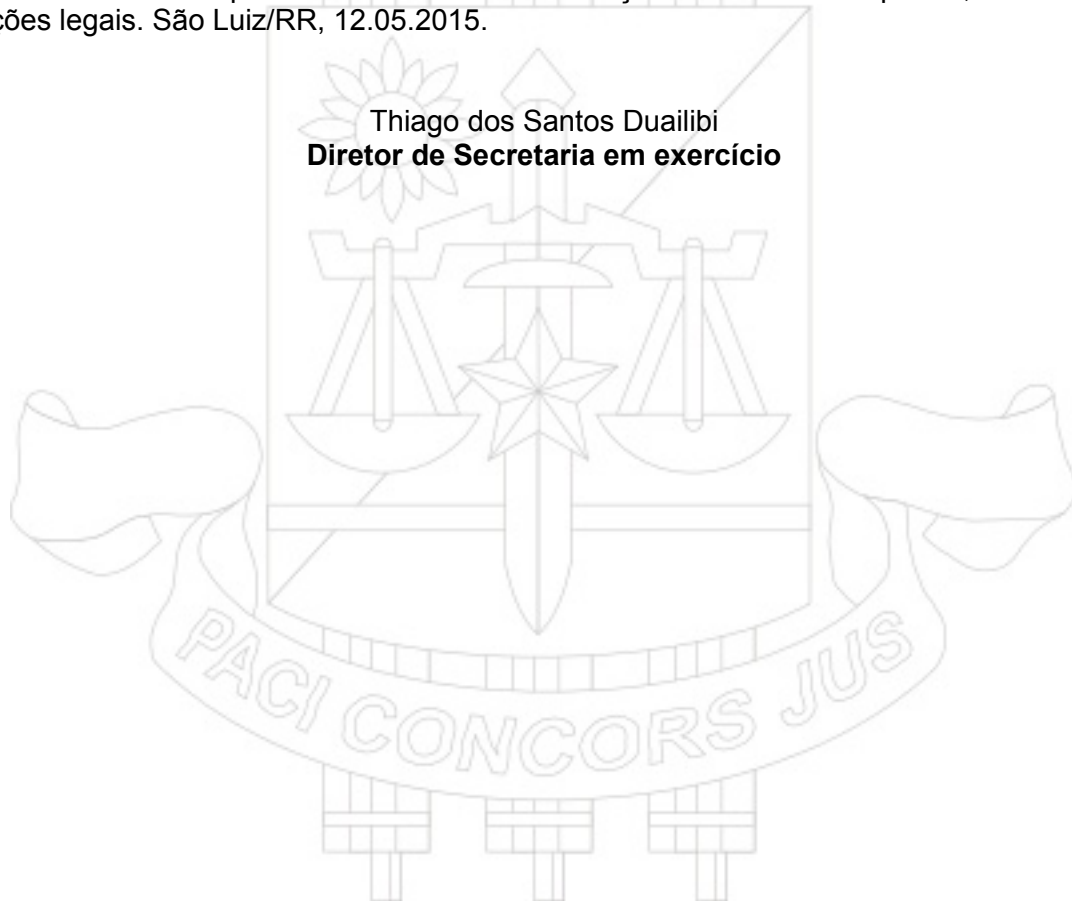 ções legais. São Luiz/RR, 12.05.2015.
Thiago dos Santos Duailibi
Diretor de Secretaria em exercício
PACI CONCORS JUS